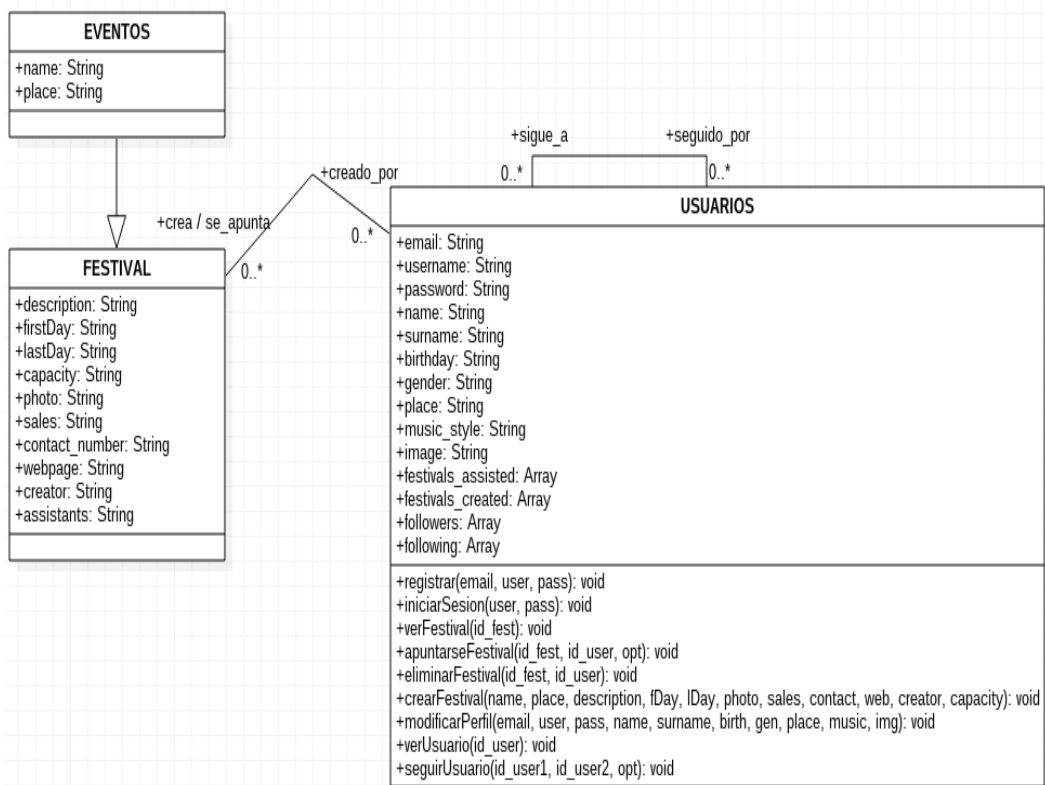 EVENTOS
+name: String
+place: String
+sigue_a
+seguido_por
0..*
0..*
+creado_por
+crea / se_apunta
0..*
0..*
FESTIVAL
+description: String
+firstDay: String
+lastDay: String
+capacity: String
+photo: String
+sales: String
+contact_number: String
+webpage: String
+creator: String
+assistants: String
USUARIOS
+email: String
+username: String
+password: String
+name: String
+surname: String
+birthday: String
+gender: String
+place: String
+music_style: String
+image: String
+festivals_assisted: Array
+festivals_created: Array
+followers: Array
+following: Array
+registrar(email, user, pass): void
+iniciarSesion(user, pass): void
+verFestival(id_fest): void
+apuntarseFestival(id_fest, id_user, opt): void
+eliminarFestival(id_fest, id_user): void
+crearFestival(name, place, description, fDay, lDay, photo, sales, contact, web, creator, capacity): void
+modificarPerfil(email, user, pass, name, surname, birth, gen, place, music, img): void
+verUsuario(id_user): void
+seguirUsuario(id_user1, id_user2, opt): void